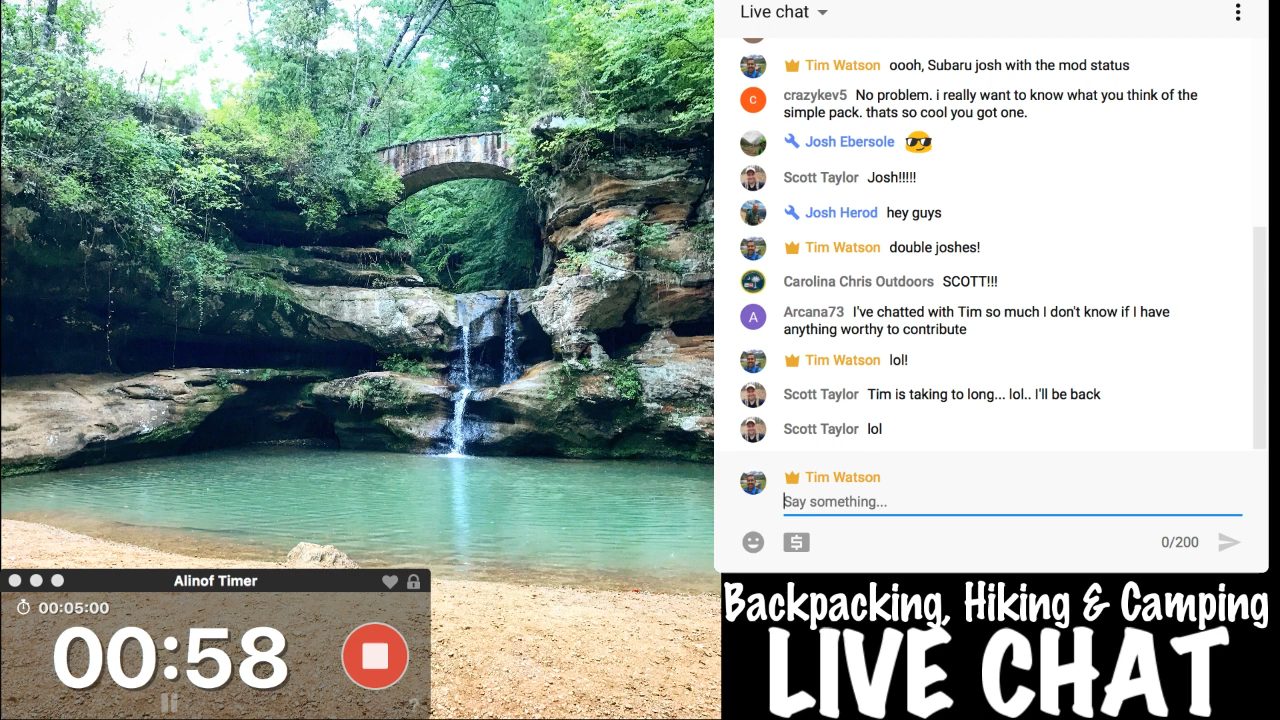 Live chat
Tim Watson oooh, Subaru josh with the mod status
C
crazykev5 No problem. i really want to know what you think of the
simple pack. thats so cool you got one.
Josh Ebersole
Scott Taylor Josh!!!!!
Josh Herod hey guys
Tim Watson double joshes!
Carolina Chris Outdoors SCOTT!!!
A
Arcana73 I've chatted with Tim so much I don't know if I have
anything worthy to contribute
Tim Watson lol!
Scott Taylor Tim is taking to long... lol.. I'll be back
Scott Taylor lol
Tim Watson
Say something...
$
0/200
Alinof Timer
00:05:00
00:58
?
Backpacking, Hiking & Camping
LIVE CHAT